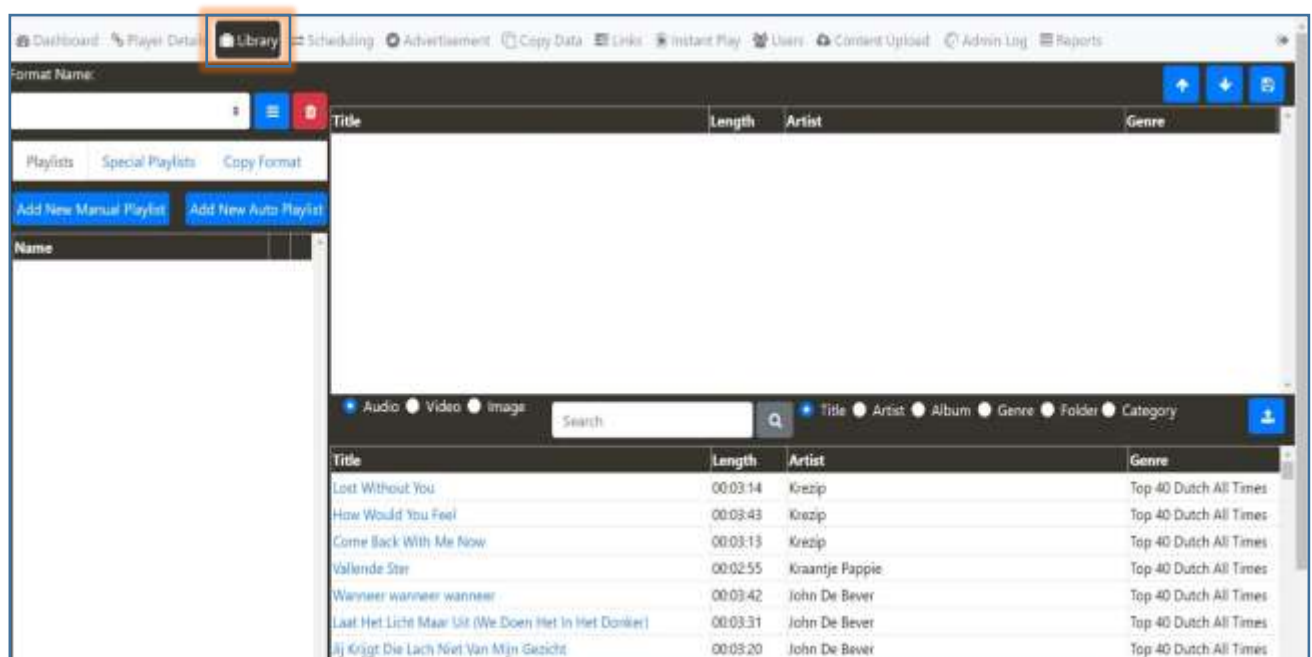 Dashboard Player Details Library Scheduling Advertisement Copy Data Links Instant Play Users Content Upload Admin Log Reports
Format Name:
Title Length Artist Genre
Playlists Special Playlists Copy Format
Add New Manual Playlist Add New Auto Playlist
Name
Audio Video Image Search Title Artist Album Genre Folder Category
Title Length Artist Genre
Lost Without You 00:03:14 Krezip Top 40 Dutch All Times
How Would You Feel 00:03:43 Krezip Top 40 Dutch All Times
Come Back With Me Now 00:03:13 Krezip Top 40 Dutch All Times
Vallende Ster 00:02:55 Kraantje Pappie Top 40 Dutch All Times
Wanneer wanneer wanneer 00:03:42 John De Bever Top 40 Dutch All Times
Laat Het Licht Maar Uit (We Doen Het In Het Donker) 00:03:31 John De Bever Top 40 Dutch All Times
Jij Krijgt Die Lach Niet Van Mijn Gezicht 00:03:20 John De Bever Top 40 Dutch All Times